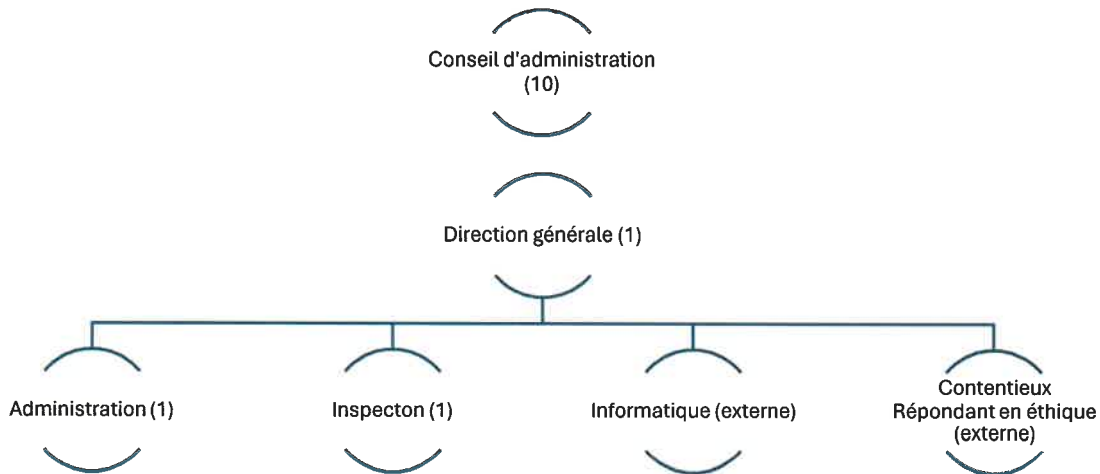 Conseil d'administration
(10)
Direction générale (1)
Administration (1)
Inspecton (1)
Informatique (externe)
Contentieux
Répondant en éthique
(externe)